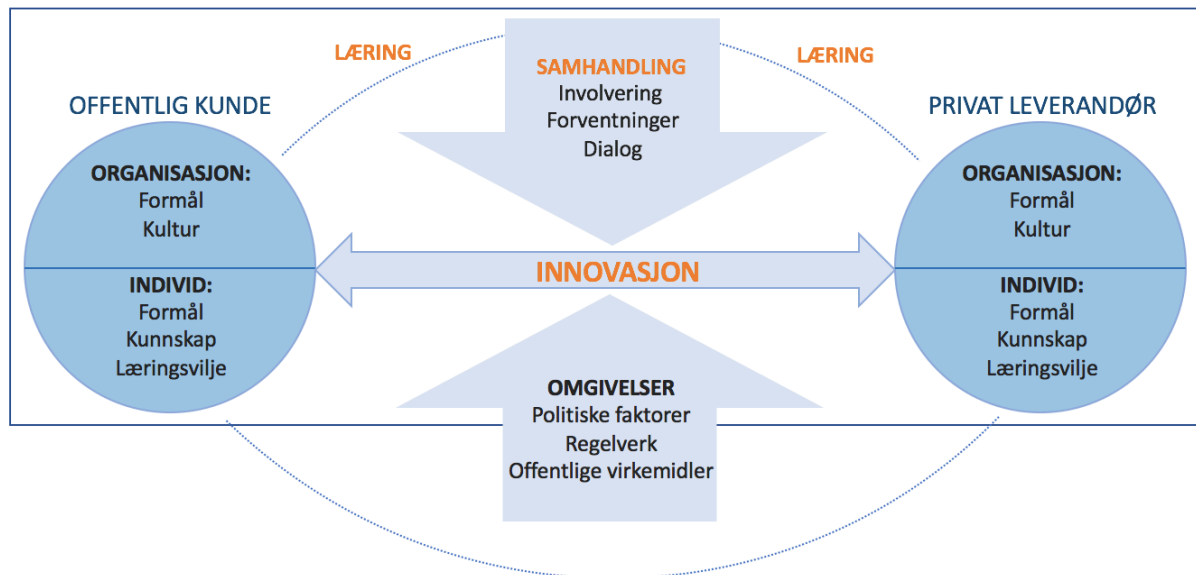 LÆRING
LÆRING
SAMHANDLING
Involvering
Forventninger
Dialog
OFFENTLIG KUNDE
PRIVAT LEVERANDØR
ORGANISASJON:
Formål
Kultur
INDIVID:
Formål
Kunnskap
Læringsvilje
INNOVASJON
ORGANISASJON:
Formål
Kultur
INDIVID:
Formål
Kunnskap
Læringsvilje
OMGIVELSER
Politiske faktorer
Regelverk
Offentlige virkemidler